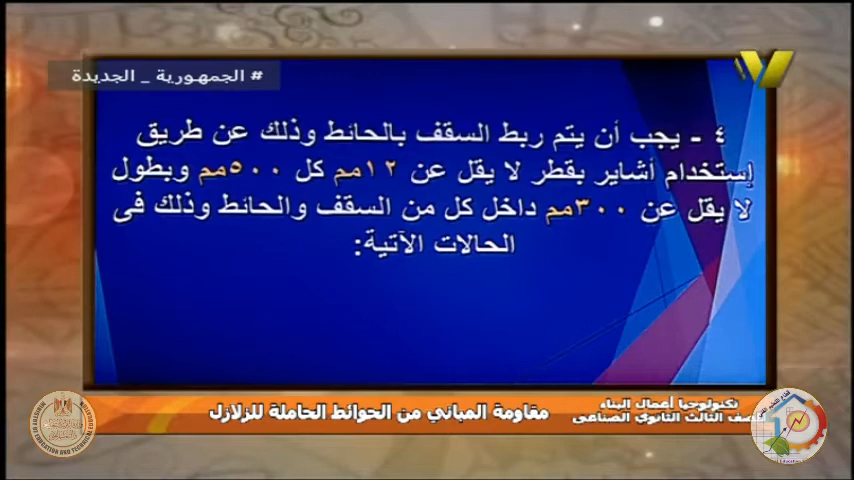 # الجمهورية _ الجديدة
٤ - يجب أن يتم ربط السقف بالحائط وذلك عن طريق
إستخدام أشاير بقطر لا يقل عن ١٢مم كل ٥٠٠مم وبطول
لا يقل عن ٣٠٠مم داخل كل من السقف والحائط وذلك فى
الحالات الآتية:
تكنولوجيا أعمال البناء
الصف الثالث الثانوي الصناعى
مقاومة المباني من الحوائط الحاملة للزلازل